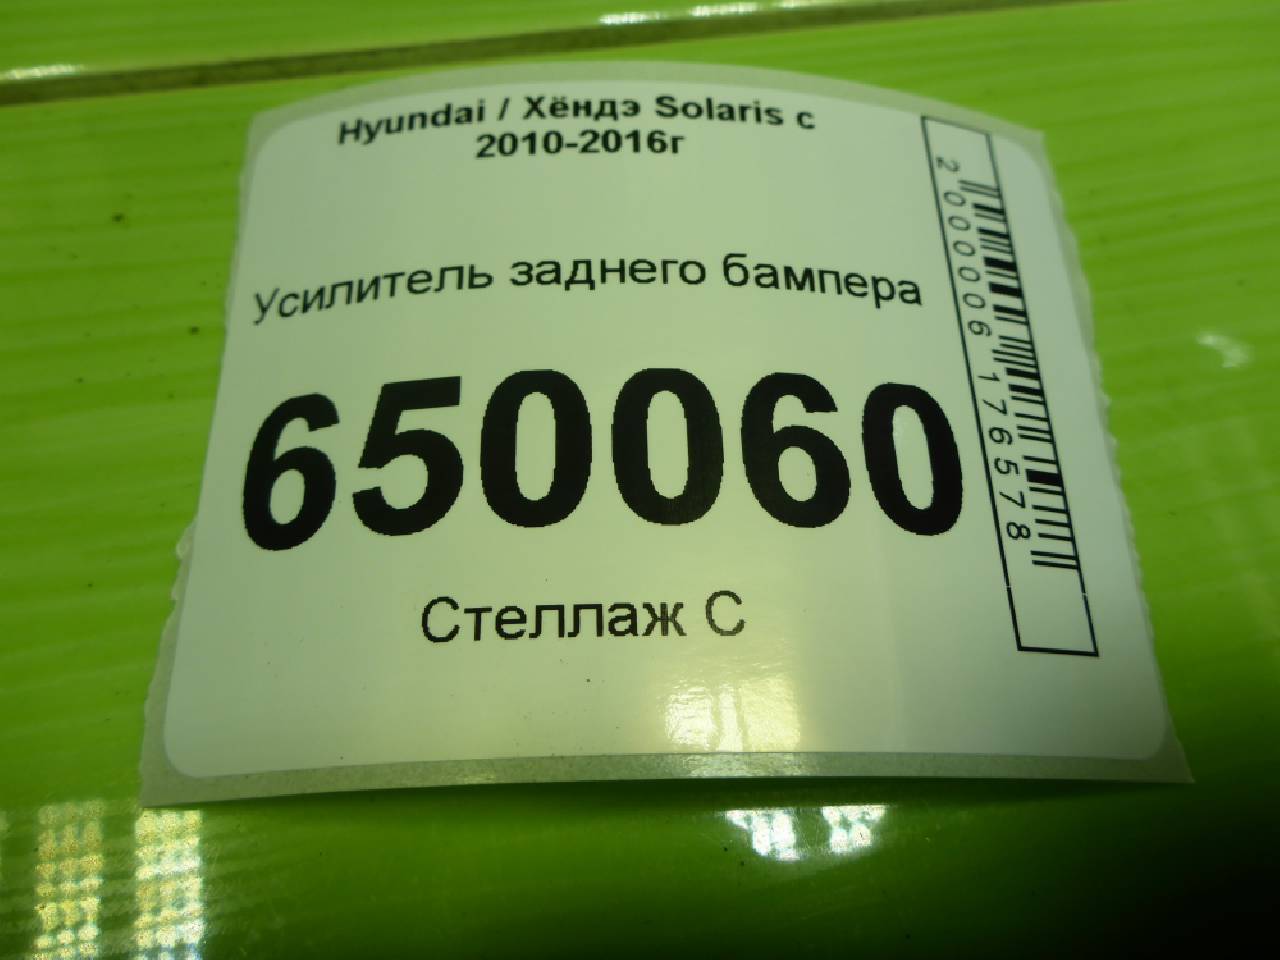 Hyundai / Хёндэ Solaris с
2010-2016г
Усилитель заднего бампера
650060
Стеллаж С
2000006176578